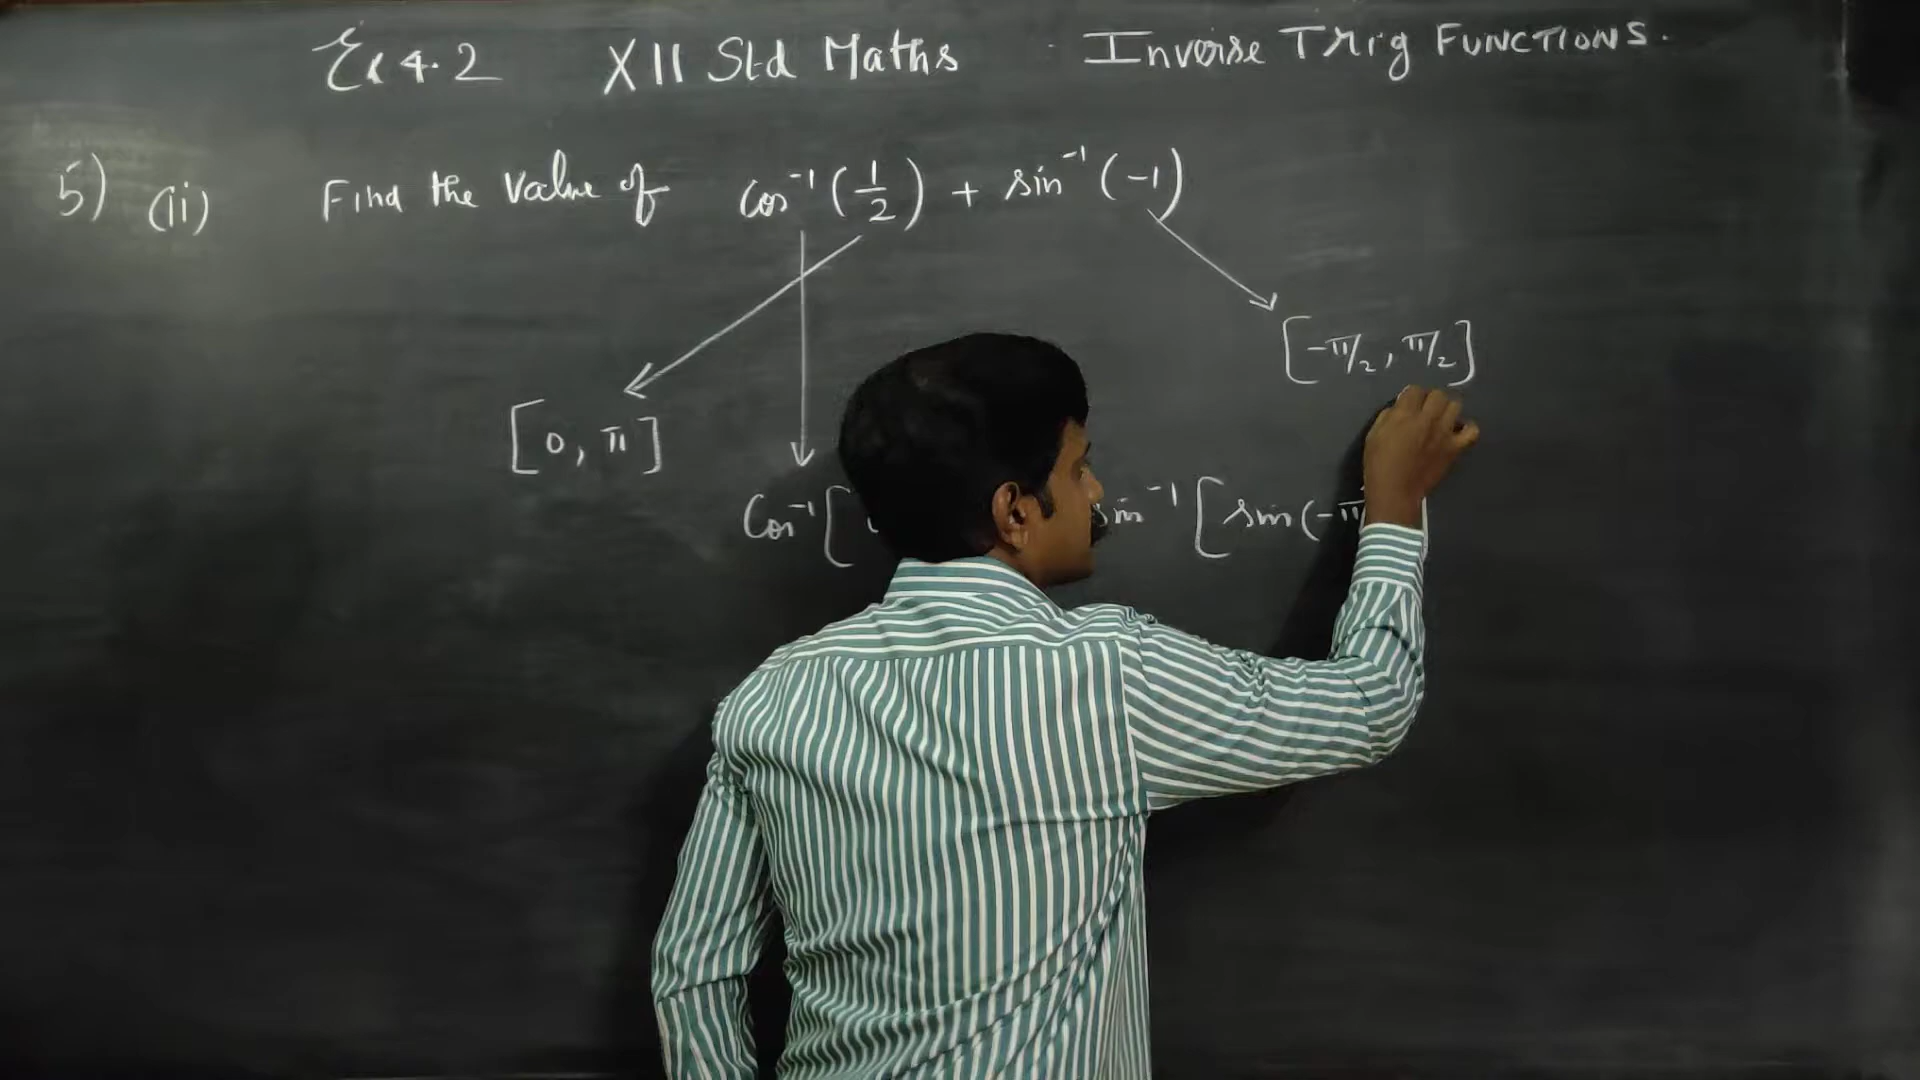 Ex 4.2 XII Std Maths Inverse Trig FUNCTIONS.
5) (ii) Find the value of cos⁻¹(1/2) + sin⁻¹(-1)
[-π/2, π/2]
[0, π]
Cos⁻¹[ sin⁻¹[sin(-π